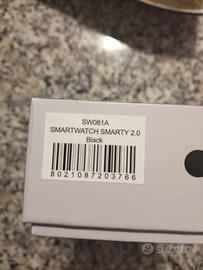 SW081A
SMARTWATCH SMARTY 2.0
Black
8021087203766
subito